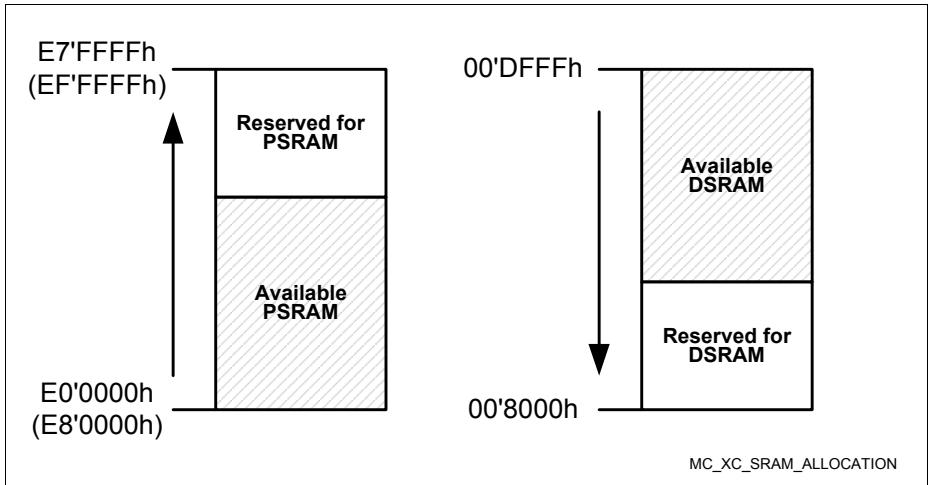 E7'FFFFh
(EF'FFFFh)
Reserved for
PSRAM
Available
PSRAM
E0'0000h
(E8'0000h)
00'DFFFh
Available
DSRAM
Reserved for
DSRAM
00'8000h
MC_XC_SRAM_ALLOCATION